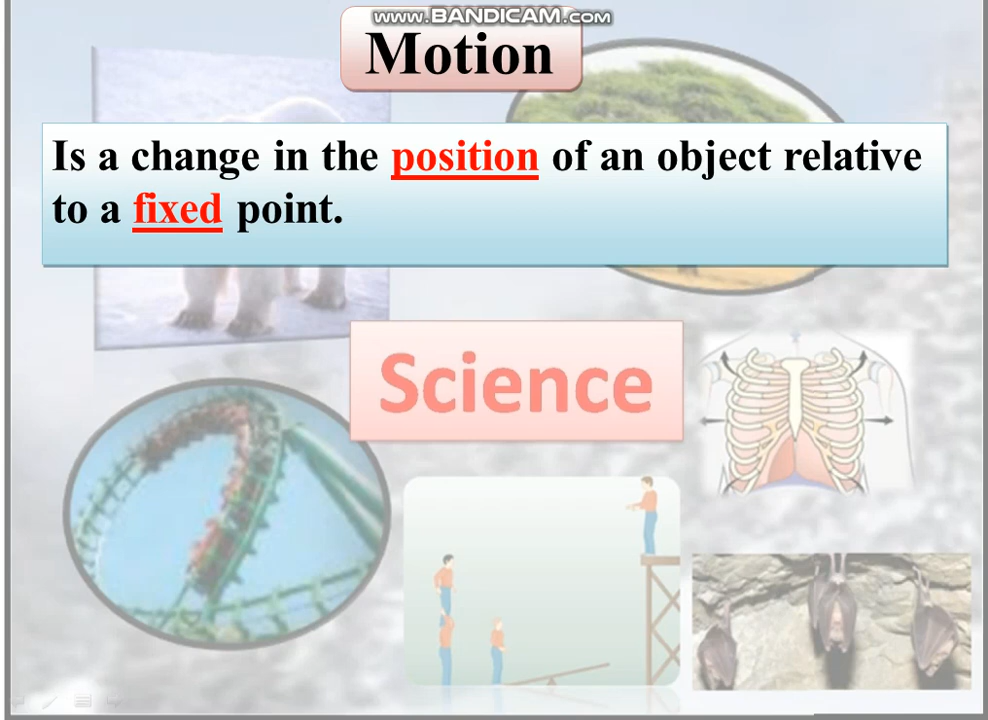 www.BANDICAM.com
Motion
Is a change in the position of an object relative
to a fixed point.
Science